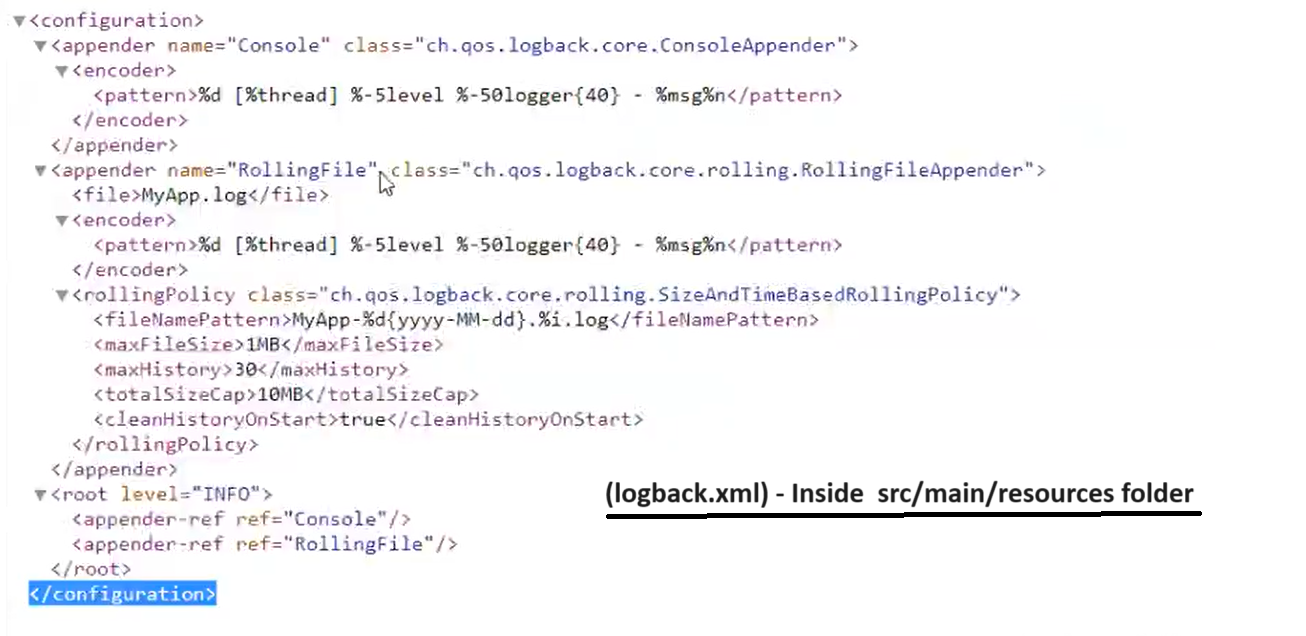 ▼<configuration>
▼<appender name="Console" class="ch.qos.logback.core.ConsoleAppender">
▼<encoder>
<pattern>%d [%thread] %-5level %-50logger{40} - %msg%n</pattern>
</encoder>
</appender>
▼<appender name="RollingFile" class="ch.qos.logback.core.rolling.RollingFileAppender">
<file>MyApp.log</file>
▼<encoder>
<pattern>%d [%thread] %-5level %-50logger{40} - %msg%n</pattern>
</encoder>
▼<rollingPolicy class="ch.qos.logback.core.rolling.SizeAndTimeBasedRollingPolicy">
<fileNamePattern>MyApp-%d{yyyy-MM-dd}.%i.log</fileNamePattern>
<maxFileSize>1MB</maxFileSize>
<maxHistory>30</maxHistory>
<totalSizeCap>10MB</totalSizeCap>
<cleanHistoryOnStart>true</cleanHistoryOnStart>
</rollingPolicy>
</appender>
▼<root level="INFO">
(logback.xml) - Inside src/main/resources folder
<appender-ref ref="Console"/>
<appender-ref ref="RollingFile"/>
</root>
</configuration>